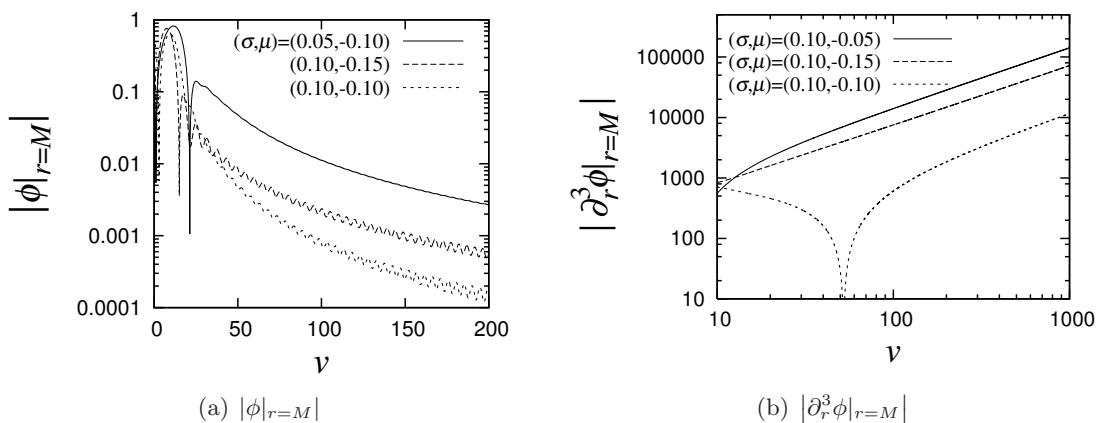 1
0.1
0.01
0.001
0.0001
|ϕ|r=M|
(σ,μ)=(0.05,-0.10)
(0.10,-0.15)
(0.10,-0.10)
0 50 100 150 200
v
(a) |ϕ|r=M|
100000
10000
1000
100
10
|∂r³ϕ|r=M|
(σ,μ)=(0.10,-0.05)
(σ,μ)=(0.10,-0.15)
(σ,μ)=(0.10,-0.10)
10 100 1000
v
(b) |∂r³ϕ|r=M|